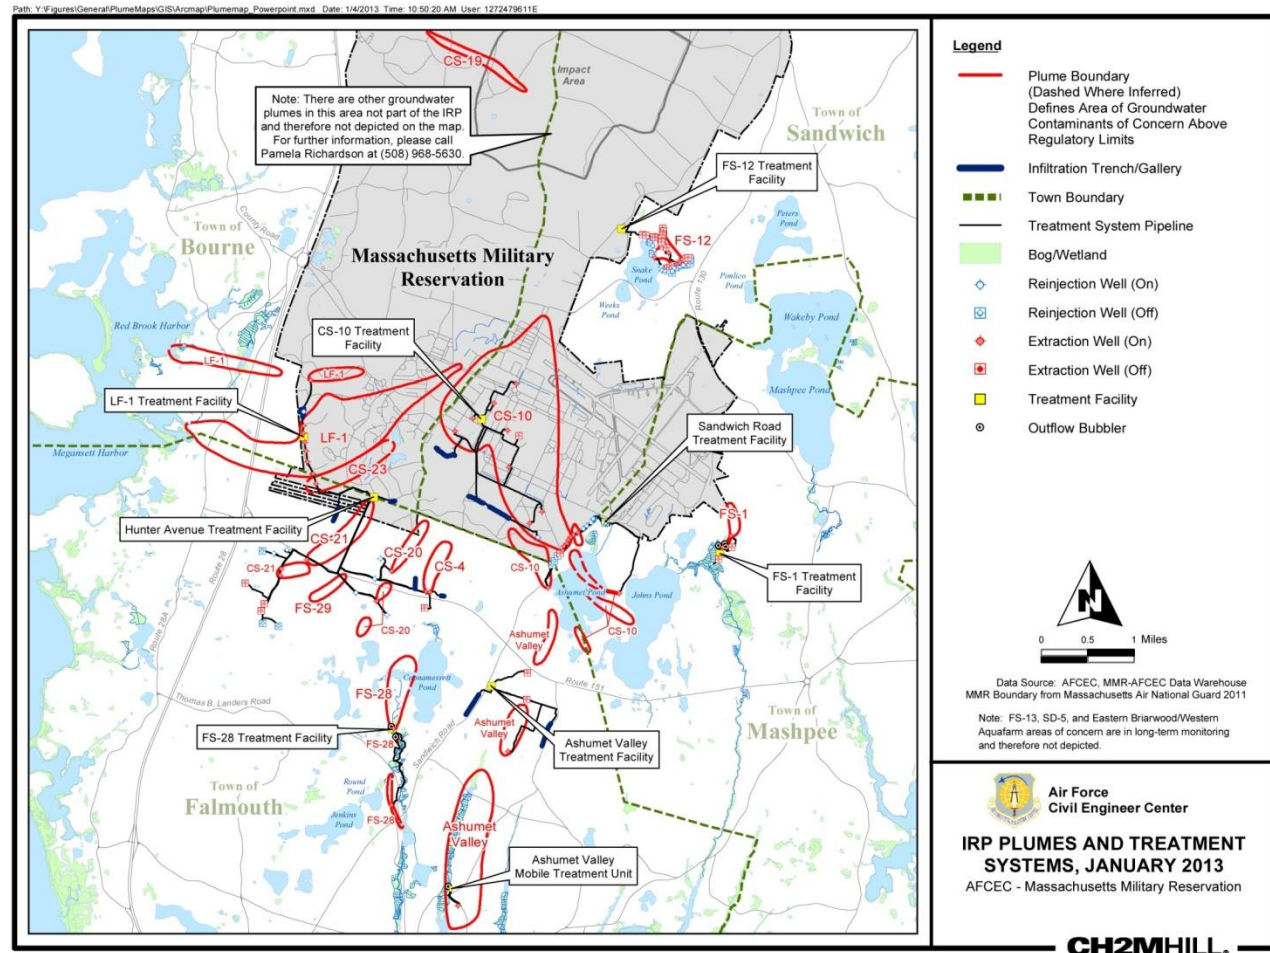 Path: Y:\Figures\General\PlumeMaps\GIS\Arcmap\Plumemap_Powerpoint.mxd Date: 1/4/2013 Time: 10:50:20 AM User: 1272479611E
CS-19
Impact
Area
Note: There are other groundwater
plumes in this area not part of the IRP
and therefore not depicted on the map.
For further information, please call
Pamela Richardson at (508) 968-5630.
Town of
Sandwich
FS-12 Treatment
Facility
Town of
Bourne
County Road
Peters
Pond
FS-12
Massachusetts Military
Reservation
Snake
Pond
Route 130
Pimlico
Pond
Weeks
Pond
Wakeby Pond
Red Brook Harbor
CS-10 Treatment
Facility
LF-1
LF-1
Mashpee Pond
LF-1 Treatment Facility
CS-10
Sandwich Road
Treatment Facility
LF-1
Megansett Harbor
CS-23
Hunter Avenue Treatment Facility
FS-1
CS-21
CS-20
CS-4
CS-10
Route 28
CS-21
FS-1 Treatment
Facility
Ashumet Pond
Johns Pond
FS-29
Route 28A
CS-20
Ashumet
Valley
CS-10
Coonamessett
Pond
FS-28
Route 151
Thomas B. Landers Road
Town of
Mashpee
FS-28 Treatment Facility
FS-28
Sandwich Road
Ashumet
Valley
Ashumet Valley
Treatment Facility
Town of
Falmouth
Round
Pond
Jenkins
Pond
FS-28
Ashumet
Valley
Ashumet Valley
Mobile Treatment Unit
Legend
Plume Boundary
(Dashed Where Inferred)
Defines Area of Groundwater
Contaminants of Concern Above
Regulatory Limits
Infiltration Trench/Gallery
Town Boundary
Treatment System Pipeline
Bog/Wetland
Reinjection Well (On)
Reinjection Well (Off)
Extraction Well (On)
Extraction Well (Off)
Treatment Facility
Outflow Bubbler
N
0 0.5 1 Miles
Data Source: AFCEC, MMR-AFCEC Data Warehouse
MMR Boundary from Massachusetts Air National Guard 2011
Note: FS-13, SD-5, and Eastern Briarwood/Western
Aquafarm areas of concern are in long-term monitoring
and therefore not depicted.
Air Force
Civil Engineer Center
IRP PLUMES AND TREATMENT
SYSTEMS, JANUARY 2013
AFCEC - Massachusetts Military Reservation
CH2MHILL.